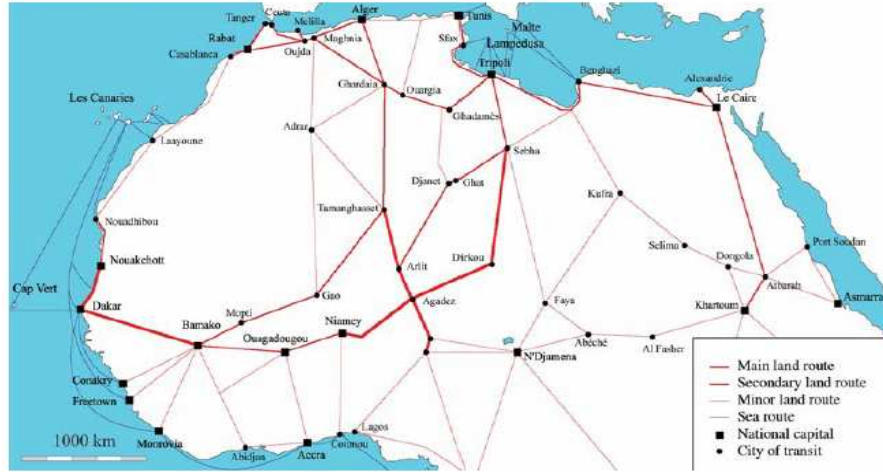 Tanger
Ceuta
Melilla
Alger
Tunis
Malte
Rabat
Oujda
Maghnia
Sfax
Lampedusa
Casablanca
Tripoli
Benghazi
Alexandrie
Ghardaia
Ouargla
Le Caire
Les Canaries
Ghadamès
Laayoune
Adrar
Sebha
Djanet
Ghat
Kufra
Tamanghasset
Nouadhibou
Selima
Port Soudan
Nouakchott
Arlit
Dirkou
Dongola
Atbarah
Cap Vert
Gao
Agadez
Faya
Asmarra
Dakar
Mopti
Khartoum
Bamako
Ouagadougou
Niamey
Abéché
Al Fasher
N'Djamena
Conakry
Freetown
Monrovia
Abidjan
Accra
Cotonou
Lagos
1000 km
Main land route
Secondary land route
Minor land route
Sea route
National capital
City of transit